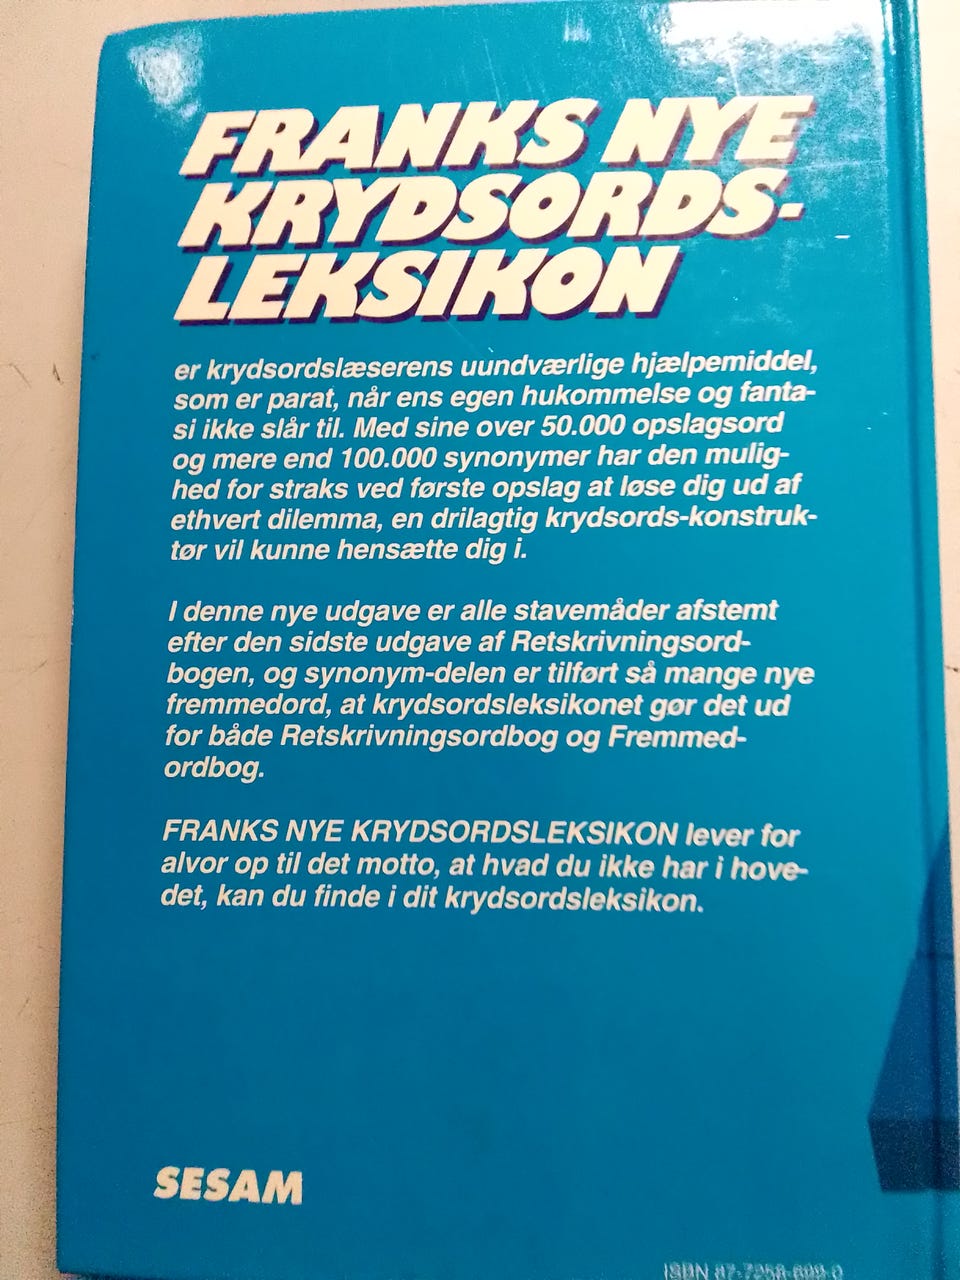 FRANKS NYE
KRYDSORDS-
LEKSIKON
er krydsordslæserens uundværlige hjælpemiddel,
som er parat, når ens egen hukommelse og fanta-
si ikke slår til. Med sine over 50.000 opslagsord
og mere end 100.000 synonymer har den mulig-
hed for straks ved første opslag at løse dig ud af
ethvert dilemma, en drilagtig krydsords-konstruk-
tør vil kunne hensætte dig i.
I denne nye udgave er alle stavemåder afstemt
efter den sidste udgave af Retskrivningsord-
bogen, og synonym-delen er tilført så mange nye
fremmedord, at krydsordsleksikonet gør det ud
for både Retskrivningsordbog og Fremmed-
ordbog.
FRANKS NYE KRYDSORDSLEKSIKON lever for
alvor op til det motto, at hvad du ikke har i hove-
det, kan du finde i dit krydsordsleksikon.
SESAM
ISBN